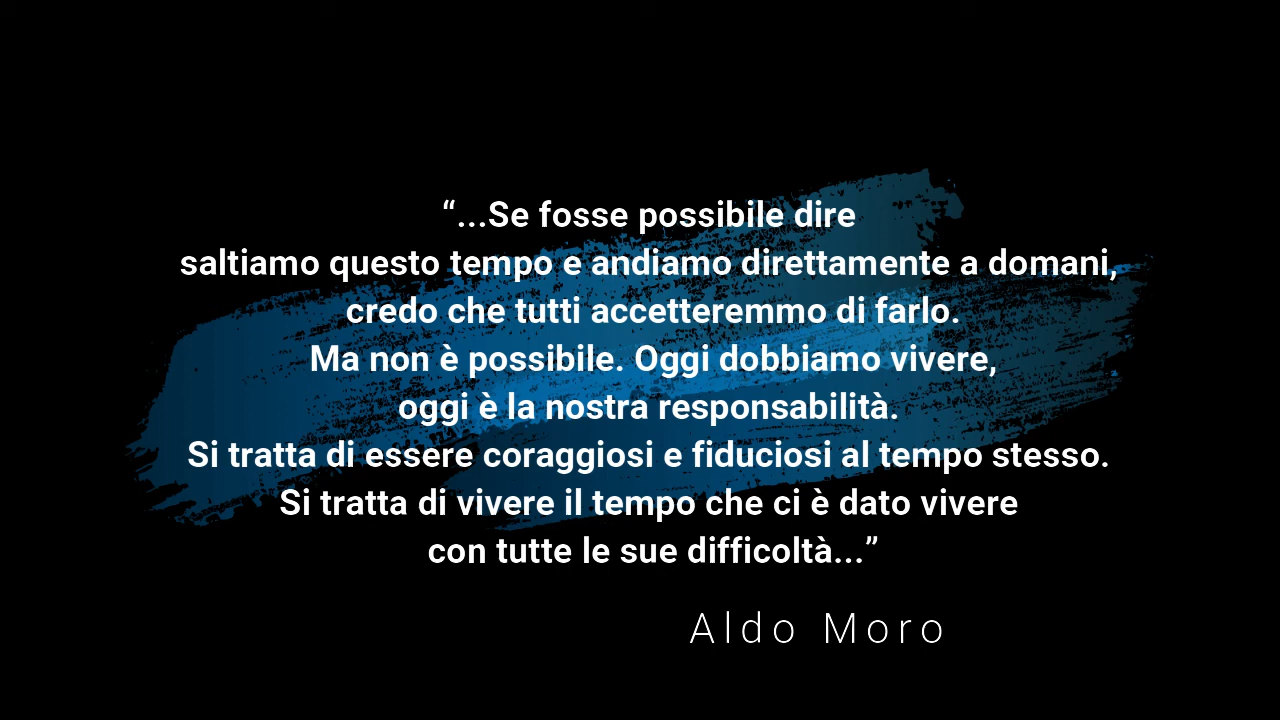 “...Se fosse possibile dire
saltiamo questo tempo e andiamo direttamente a domani,
credo che tutti accetteremmo di farlo.
Ma non è possibile. Oggi dobbiamo vivere,
oggi è la nostra responsabilità.
Si tratta di essere coraggiosi e fiduciosi al tempo stesso.
Si tratta di vivere il tempo che ci è dato vivere
con tutte le sue difficoltà...”
Aldo Moro